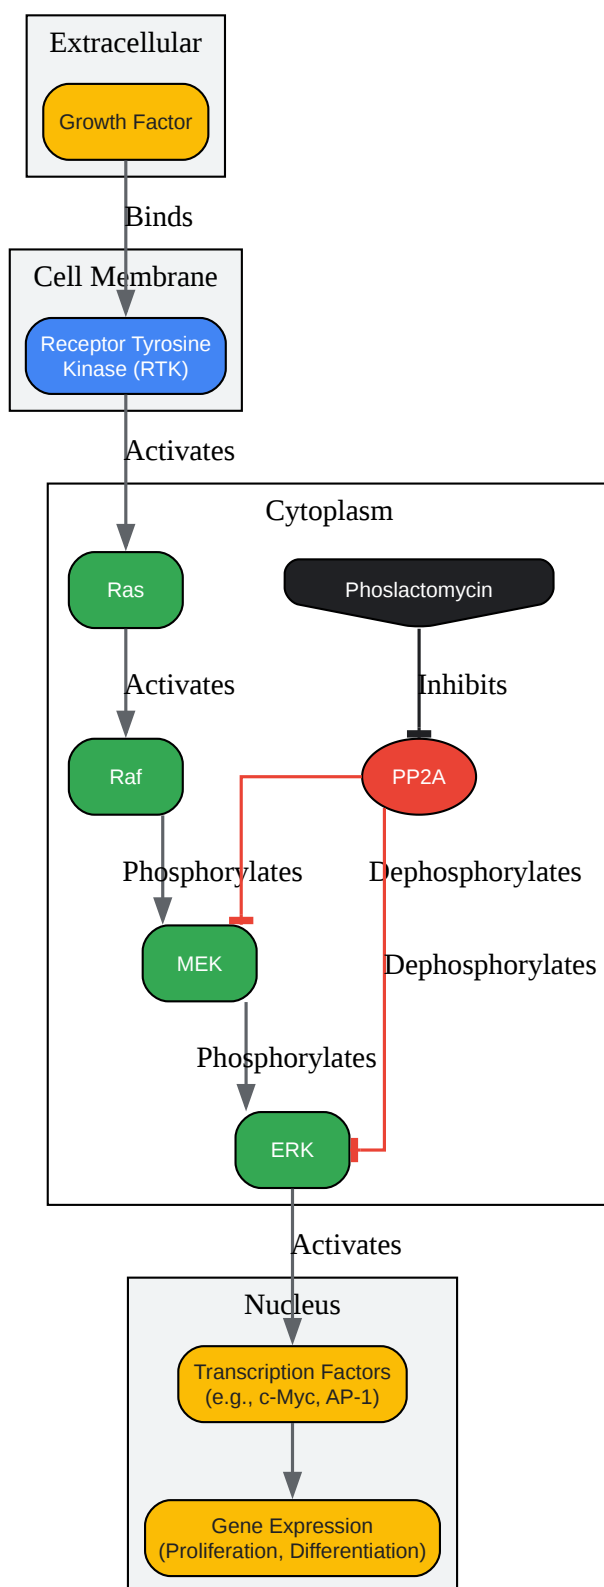 Extracellular
Growth Factor
Binds
Cell Membrane
Receptor Tyrosine
Kinase (RTK)
Activates
Cytoplasm
Ras
Phoslactomycin
Activates
Inhibits
Raf
PP2A
Phosphorylates
Dephosphorylates
MEK
Dephosphorylates
Phosphorylates
ERK
Activates
Nucleus
Transcription Factors
(e.g., c-Myc, AP-1)
Gene Expression
(Proliferation, Differentiation)